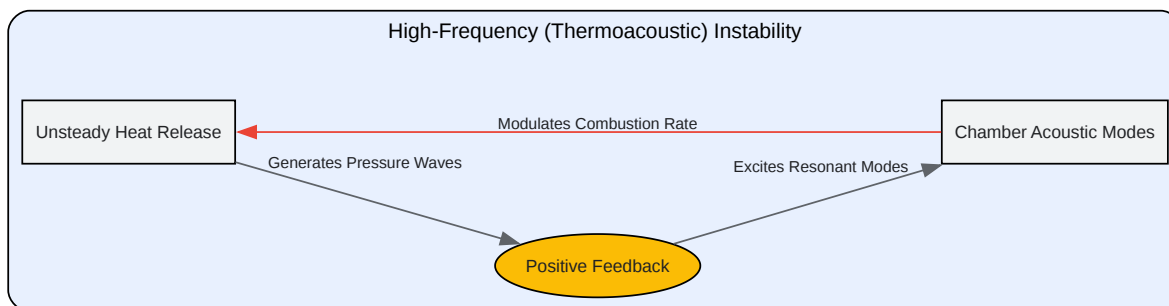 High-Frequency (Thermoacoustic) Instability
Unsteady Heat Release
Modulates Combustion Rate
Chamber Acoustic Modes
Generates Pressure Waves
Excites Resonant Modes
Positive Feedback